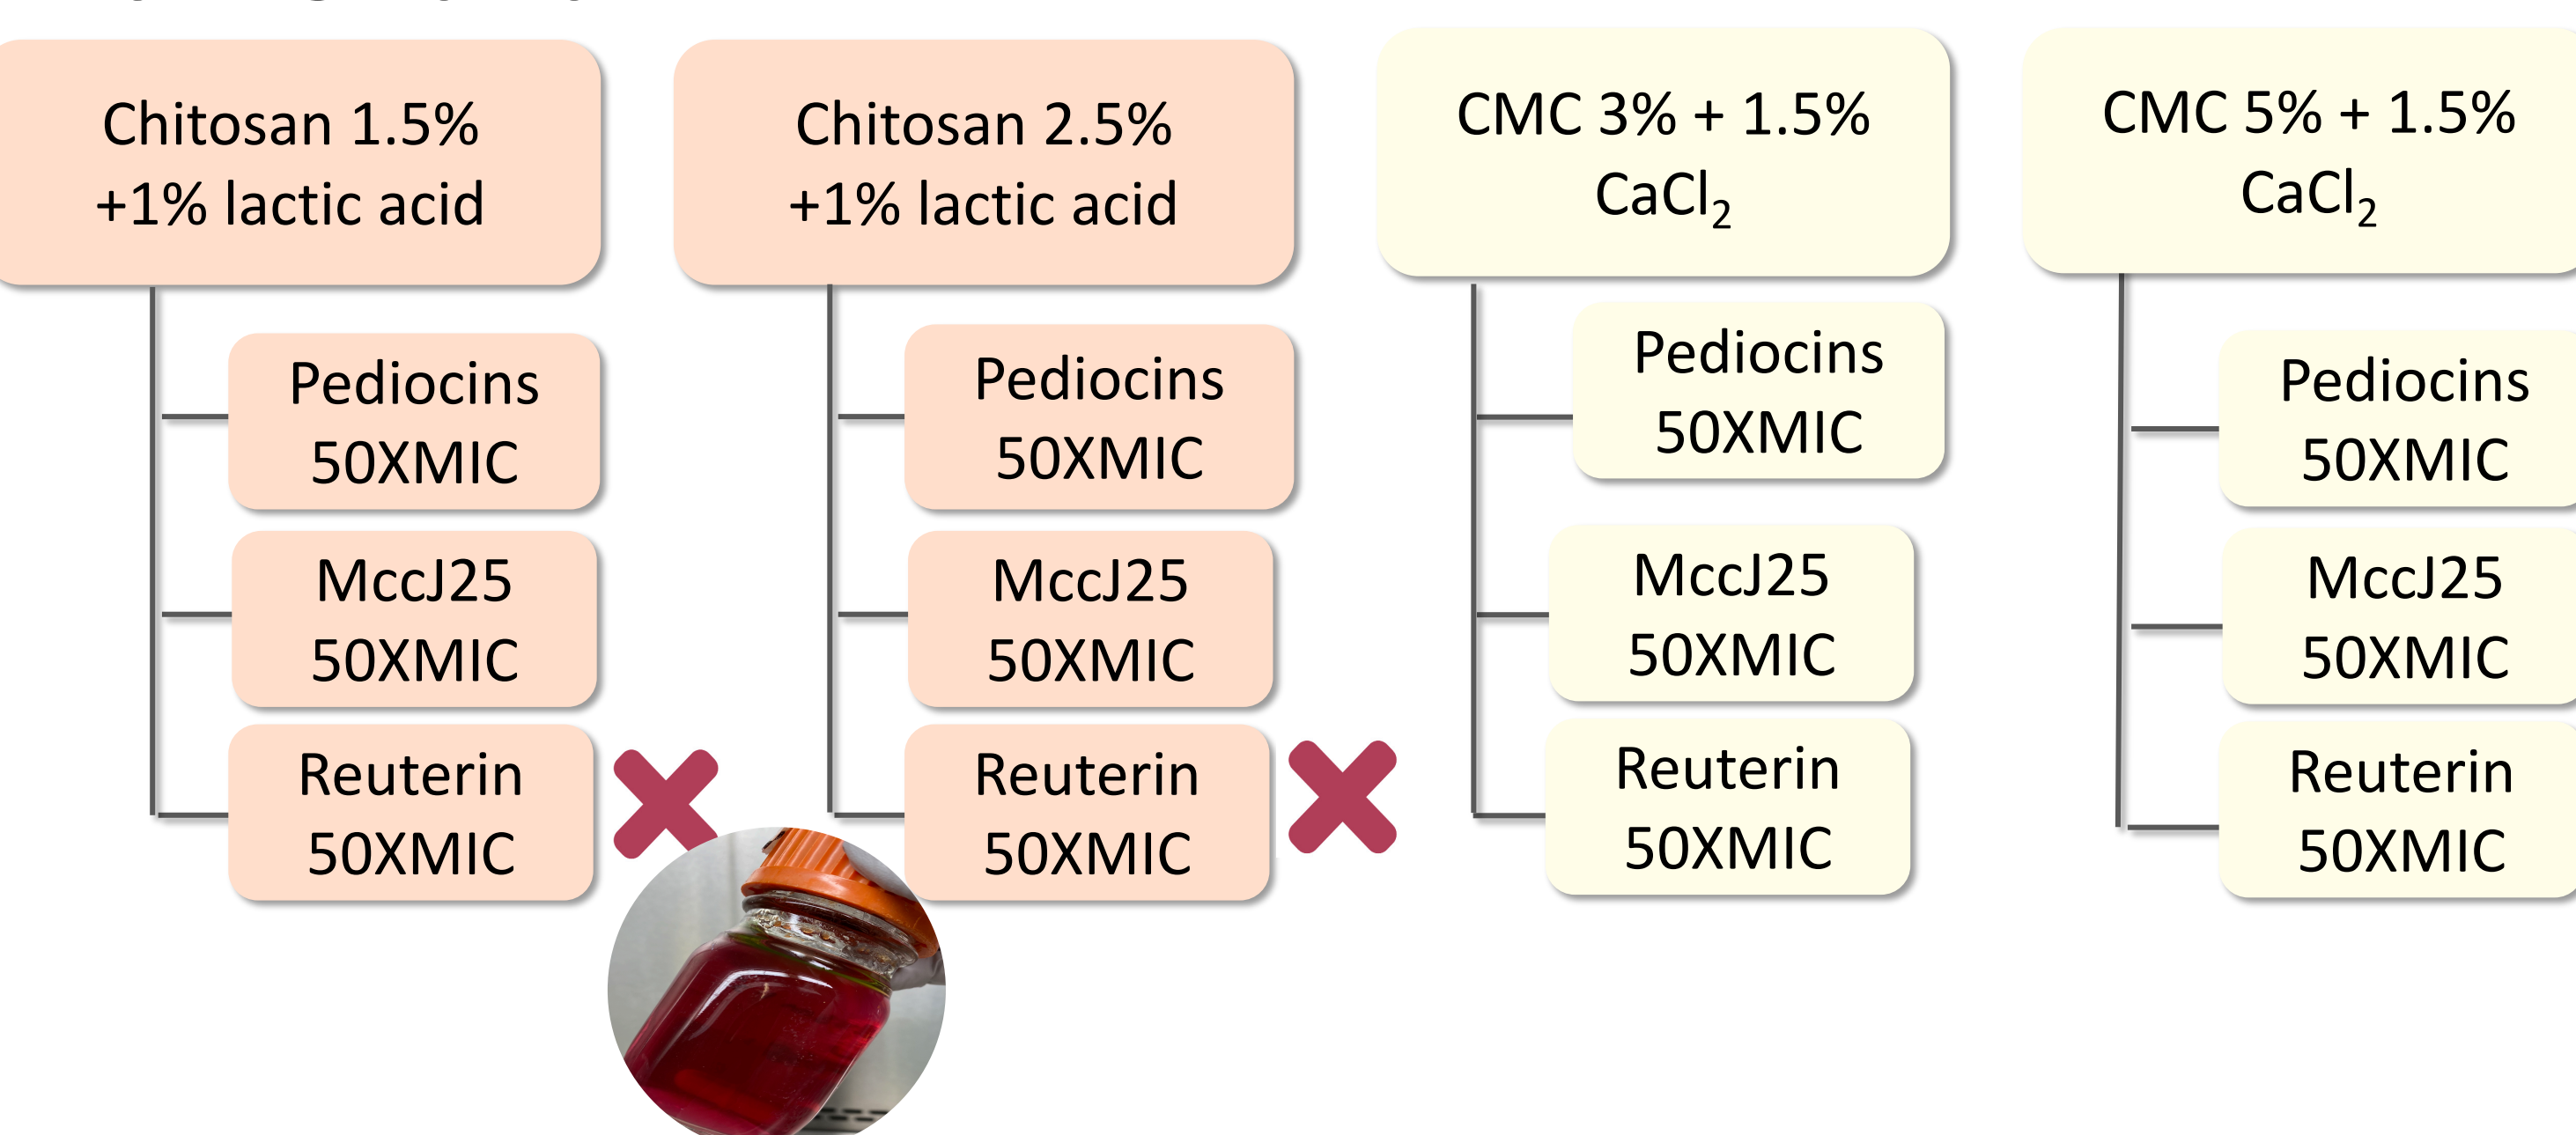 Chitosan 1.5%
+1% lactic acid
Pediocins
50XMIC
MccJ25
50XMIC
Reuterin
50XMIC
Chitosan 2.5%
+1% lactic acid
Pediocins
50XMIC
MccJ25
50XMIC
Reuterin
50XMIC
CMC 3% + 1.5%
CaCl₂
Pediocins
50XMIC
MccJ25
50XMIC
Reuterin
50XMIC
CMC 5% + 1.5%
CaCl₂
Pediocins
50XMIC
MccJ25
50XMIC
Reuterin
50XMIC